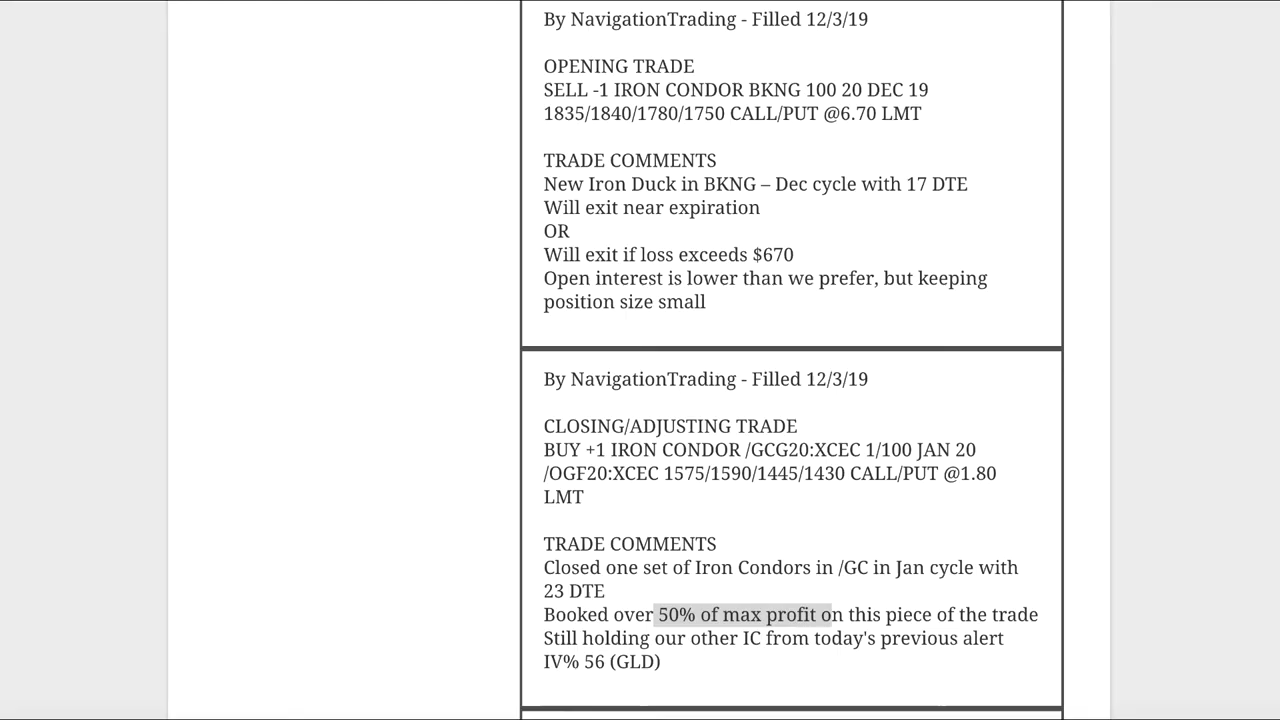 By NavigationTrading - Filled 12/3/19
OPENING TRADE
SELL -1 IRON CONDOR BKNG 100 20 DEC 19
1835/1840/1780/1750 CALL/PUT @6.70 LMT
TRADE COMMENTS
New Iron Duck in BKNG – Dec cycle with 17 DTE
Will exit near expiration
OR
Will exit if loss exceeds $670
Open interest is lower than we prefer, but keeping
position size small
By NavigationTrading - Filled 12/3/19
CLOSING/ADJUSTING TRADE
BUY +1 IRON CONDOR /GCG20:XCEC 1/100 JAN 20
/OGF20:XCEC 1575/1590/1445/1430 CALL/PUT @1.80
LMT
TRADE COMMENTS
Closed one set of Iron Condors in /GC in Jan cycle with
23 DTE
Booked over 50% of max profit on this piece of the trade
Still holding our other IC from today's previous alert
IV% 56 (GLD)